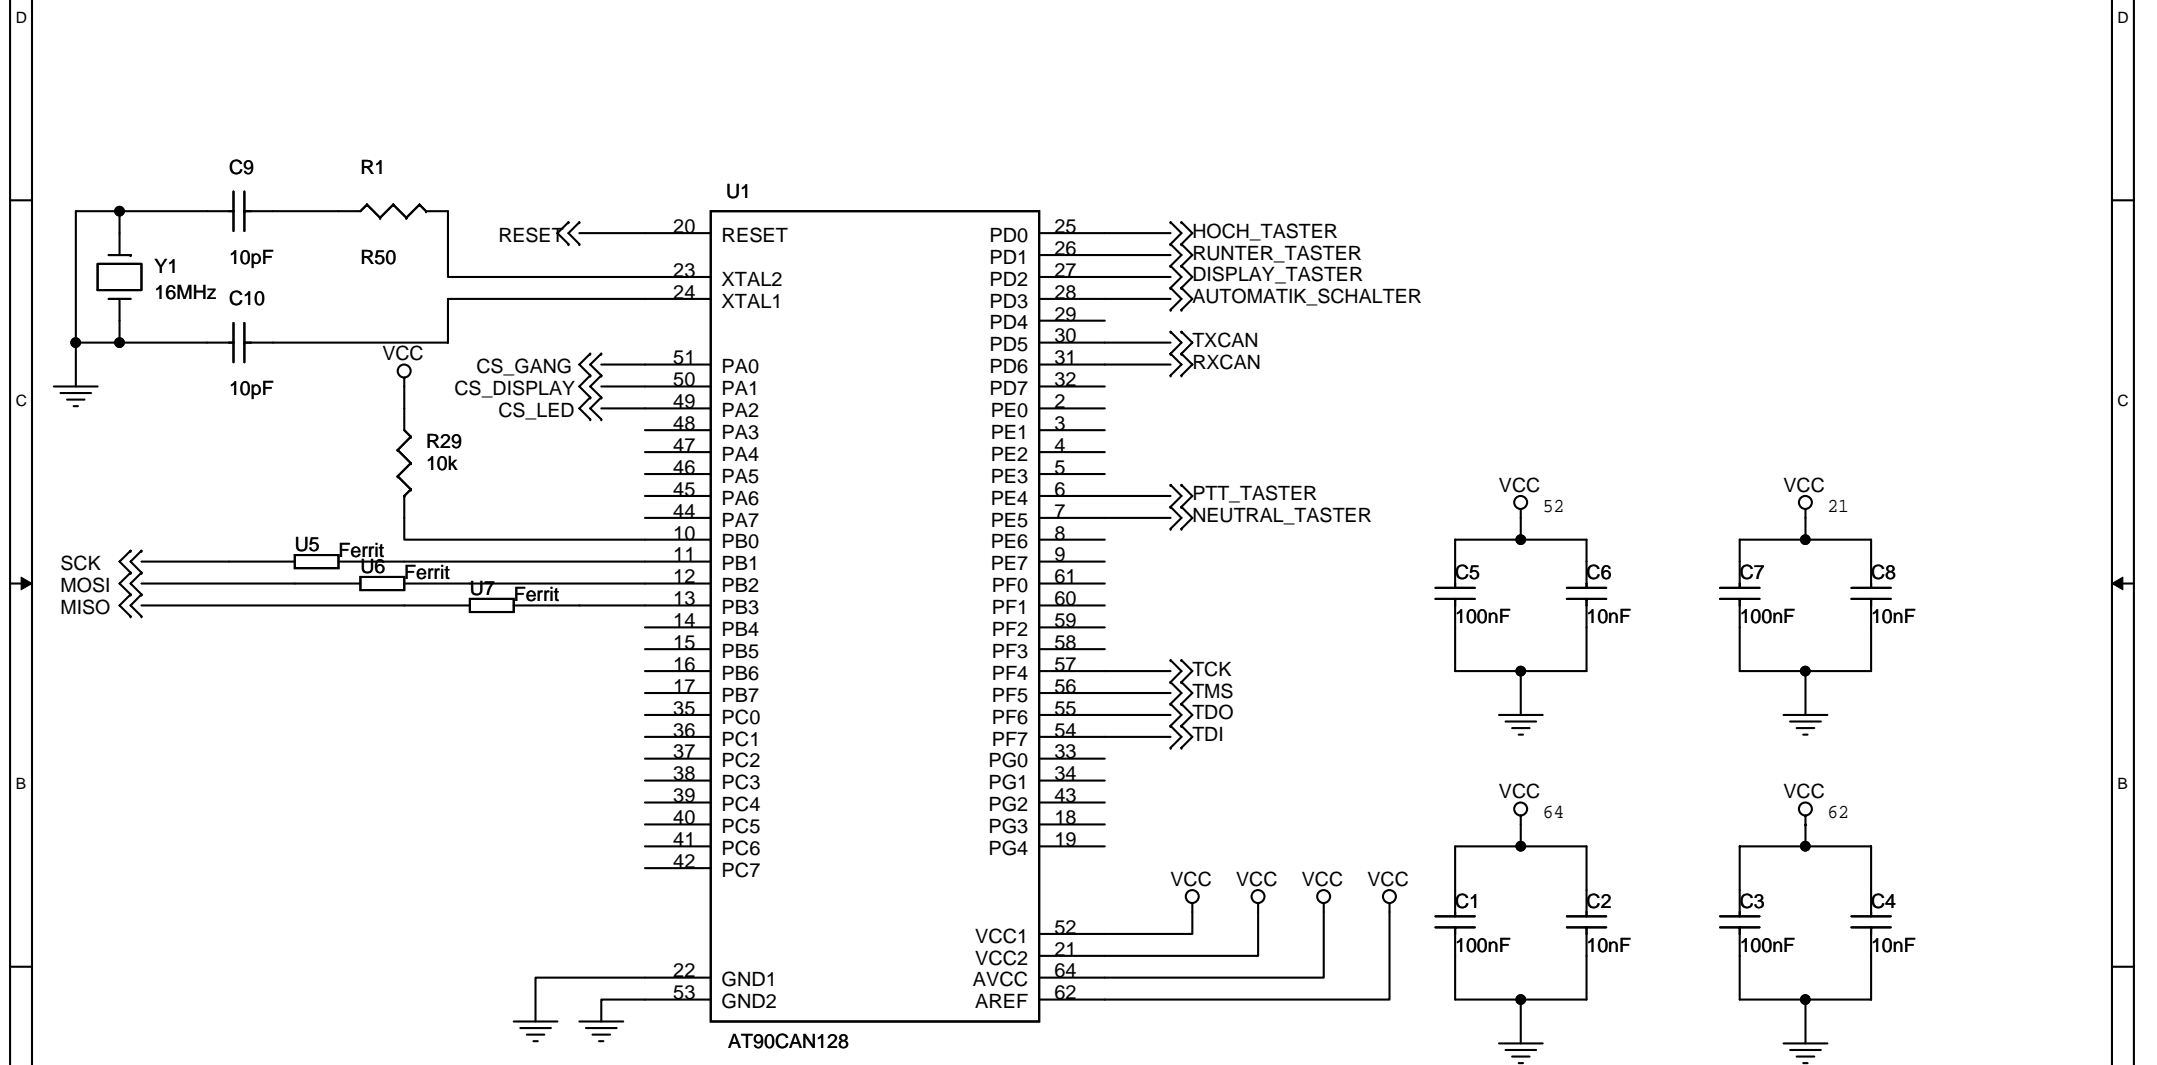 D
D
C9
R1
U1
10pF
R50
Y1
16MHz
C10
10pF
RESET
20
RESET
23
XTAL2
24
XTAL1
VCC
R29
10k
CS_GANG
51
PA0
CS_DISPLAY
50
PA1
CS_LED
49
PA2
48
PA3
47
PA4
46
PA5
45
PA6
44
PA7
10
PB0
SCK
U5
Ferrit
11
PB1
MOSI
U6
Ferrit
12
PB2
MISO
U7
Ferrit
13
PB3
14
PB4
15
PB5
16
PB6
17
PB7
35
PC0
36
PC1
37
PC2
38
PC3
39
PC4
40
PC5
41
PC6
42
PC7
22
GND1
53
GND2
PD0
25
HOCH_TASTER
PD1
26
RUNTER_TASTER
PD2
27
DISPLAY_TASTER
PD3
28
AUTOMATIK_SCHALTER
PD4
29
PD5
30
TXCAN
PD6
31
RXCAN
PD7
32
PE0
2
PE1
3
PE2
4
PE3
5
PE4
6
PTT_TASTER
PE5
7
NEUTRAL_TASTER
PE6
8
PE7
9
PF0
61
PF1
60
PF2
59
PF3
58
PF4
57
TCK
PF5
56
TMS
PF6
55
TDO
PF7
54
TDI
PG0
33
PG1
34
PG2
43
PG3
18
PG4
19
VCC
VCC
VCC
VCC
VCC1
52
VCC2
21
AVCC
64
AREF
62
AT90CAN128
VCC
52
C5
100nF
C6
10nF
VCC
21
C7
100nF
C8
10nF
VCC
64
C1
100nF
C2
10nF
VCC
62
C3
100nF
C4
10nF
C
C
B
B